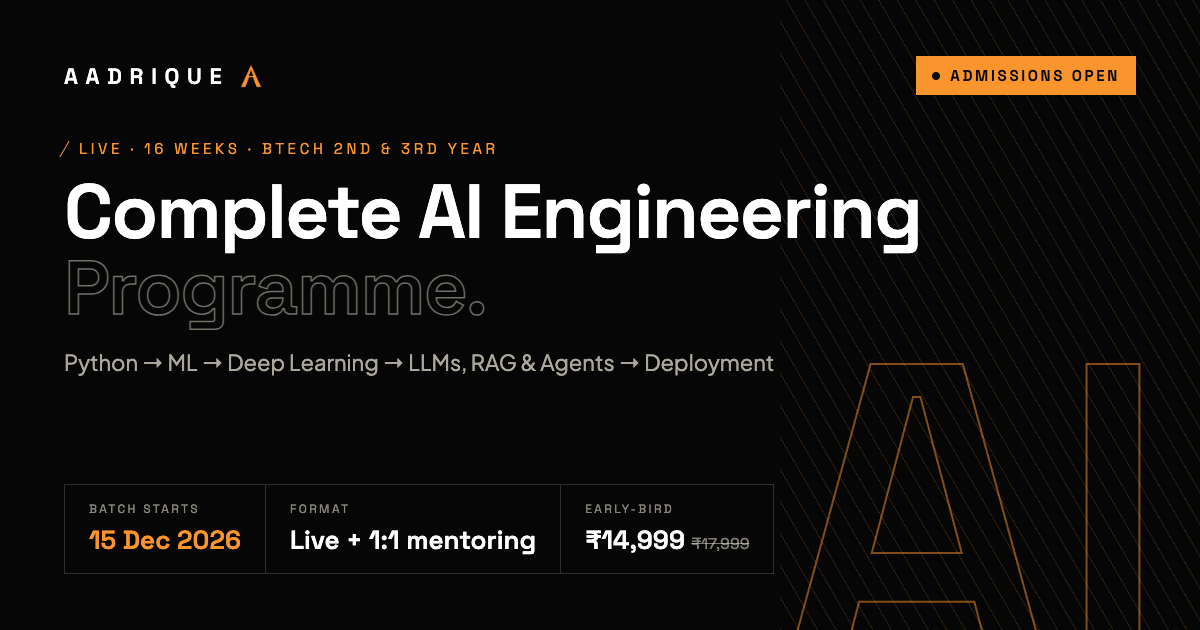 AADRIQUE
● ADMISSIONS OPEN
/ LIVE · 16 WEEKS · BTECH 2ND & 3RD YEAR
Complete AI Engineering
Programme.
Python → ML → Deep Learning → LLMs, RAG & Agents → Deployment
BATCH STARTS
15 Dec 2026
FORMAT
Live + 1:1 mentoring
EARLY-BIRD
₹14,999 ₹17,999
AI